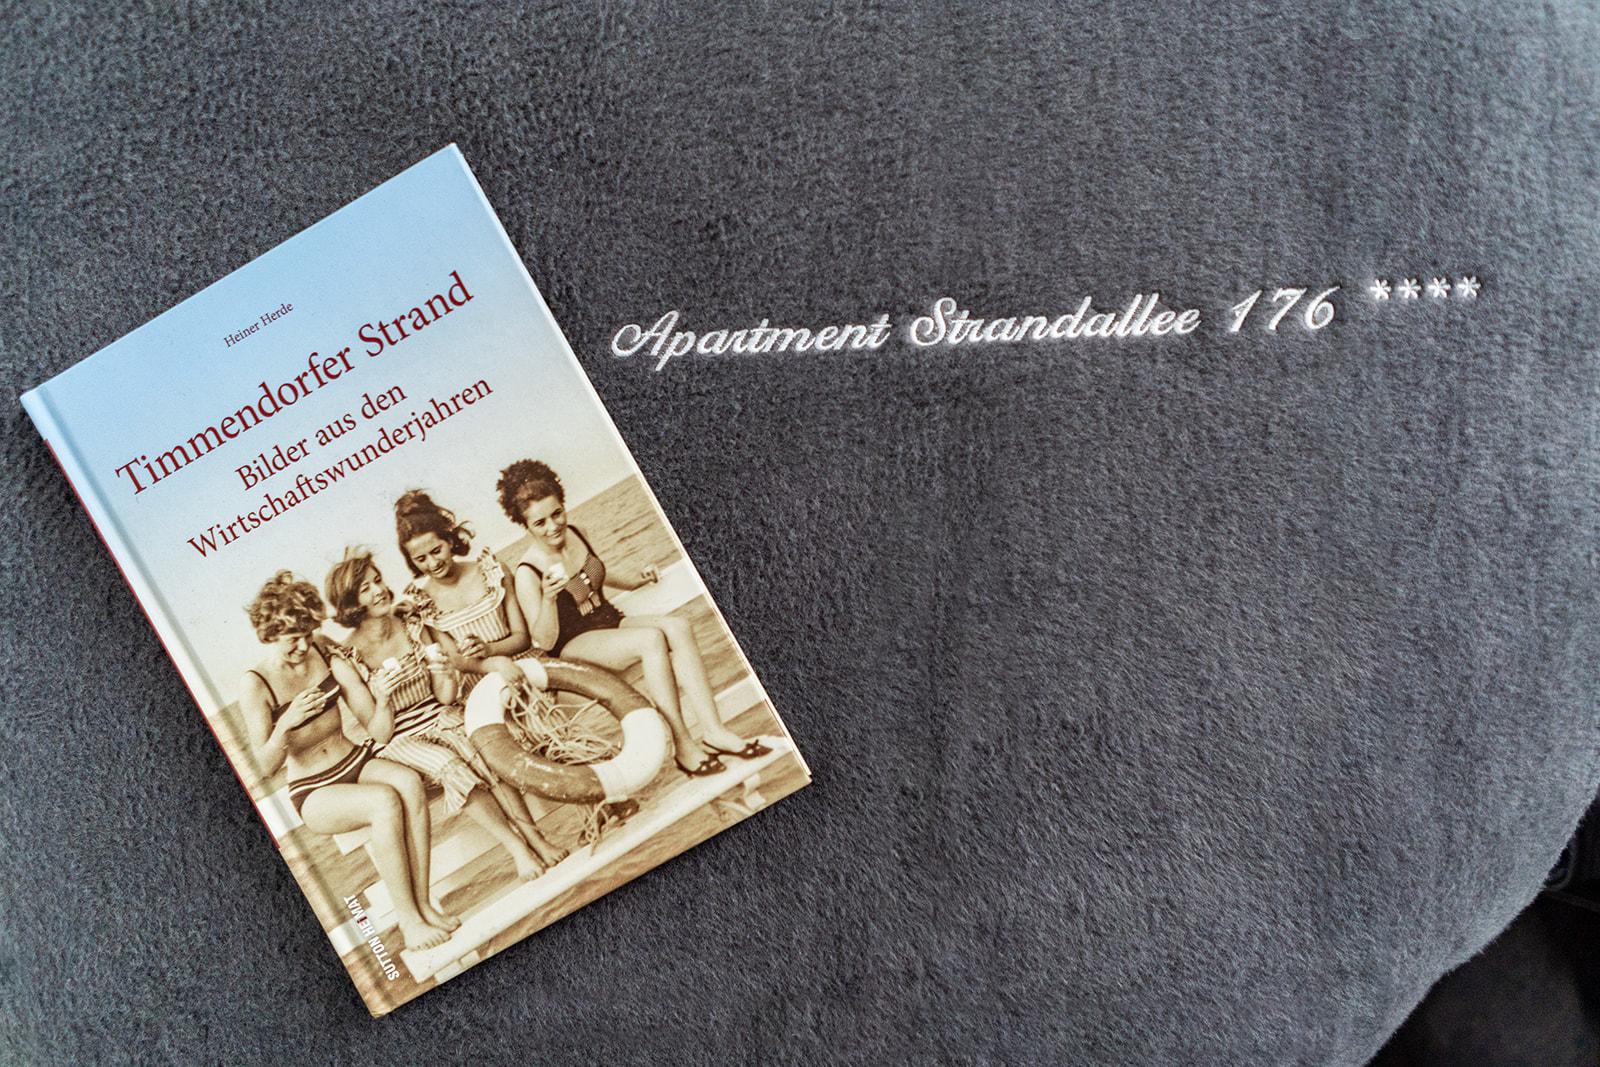 Heiner Herde
Timmendorfer Strand
Bilder aus den
Wirtschaftswunderjahren
SUTTON HEIMAT
Apartment Strandallee 176 ****